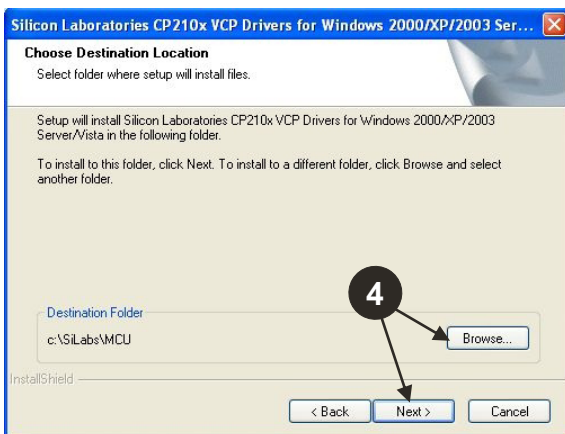 Silicon Laboratories CP210x VCP Drivers for Windows 2000/XP/2003 Ser...
Choose Destination Location
Select folder where setup will install files.
Setup will install Silicon Laboratories CP210x VCP Drivers for Windows 2000/XP/2003
Server/Vista in the following folder.
To install to this folder, click Next. To install to a different folder, click Browse and select
another folder.
4
Destination Folder
c:\SiLabs\MCU
Browse...
InstallShield
< Back
Next >
Cancel